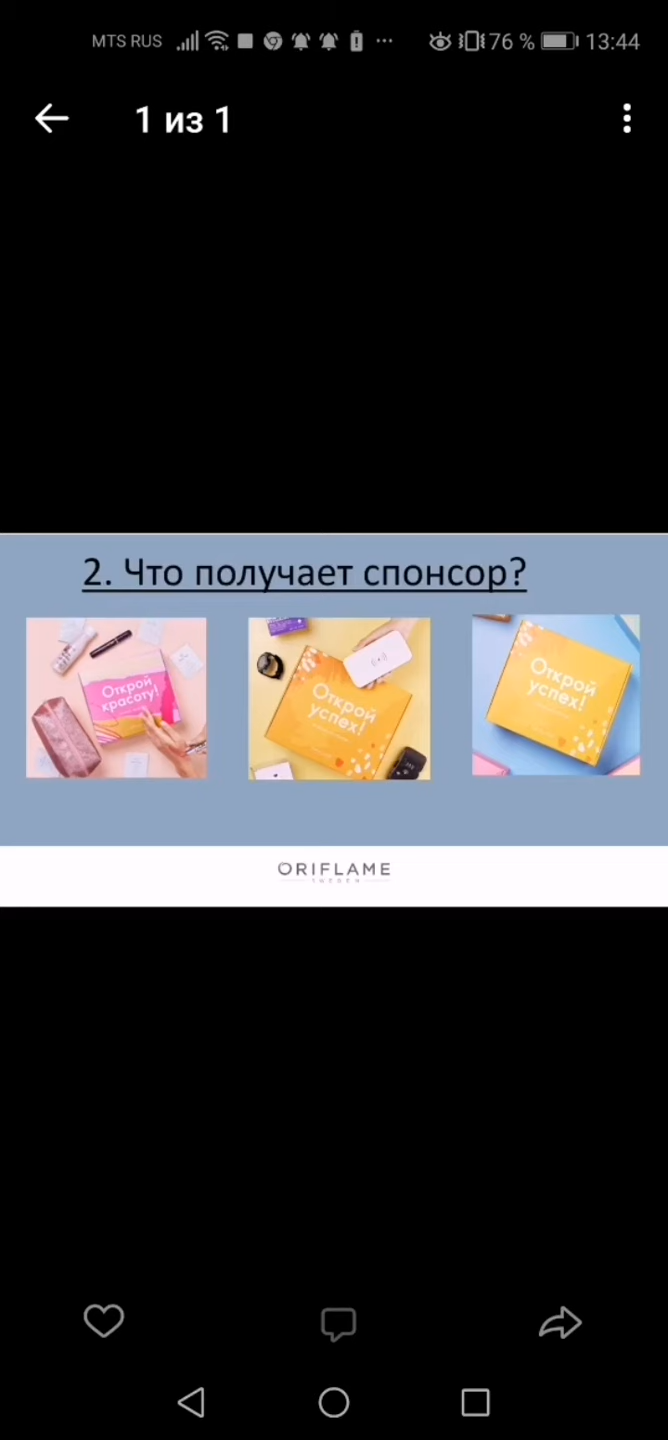 MTS RUS 76 % 13:44
1 из 1
2. Что получает спонсор?
Открой
красоту!
Открой
успех!
Открой
успех!
ORIFLAME
SWEDEN